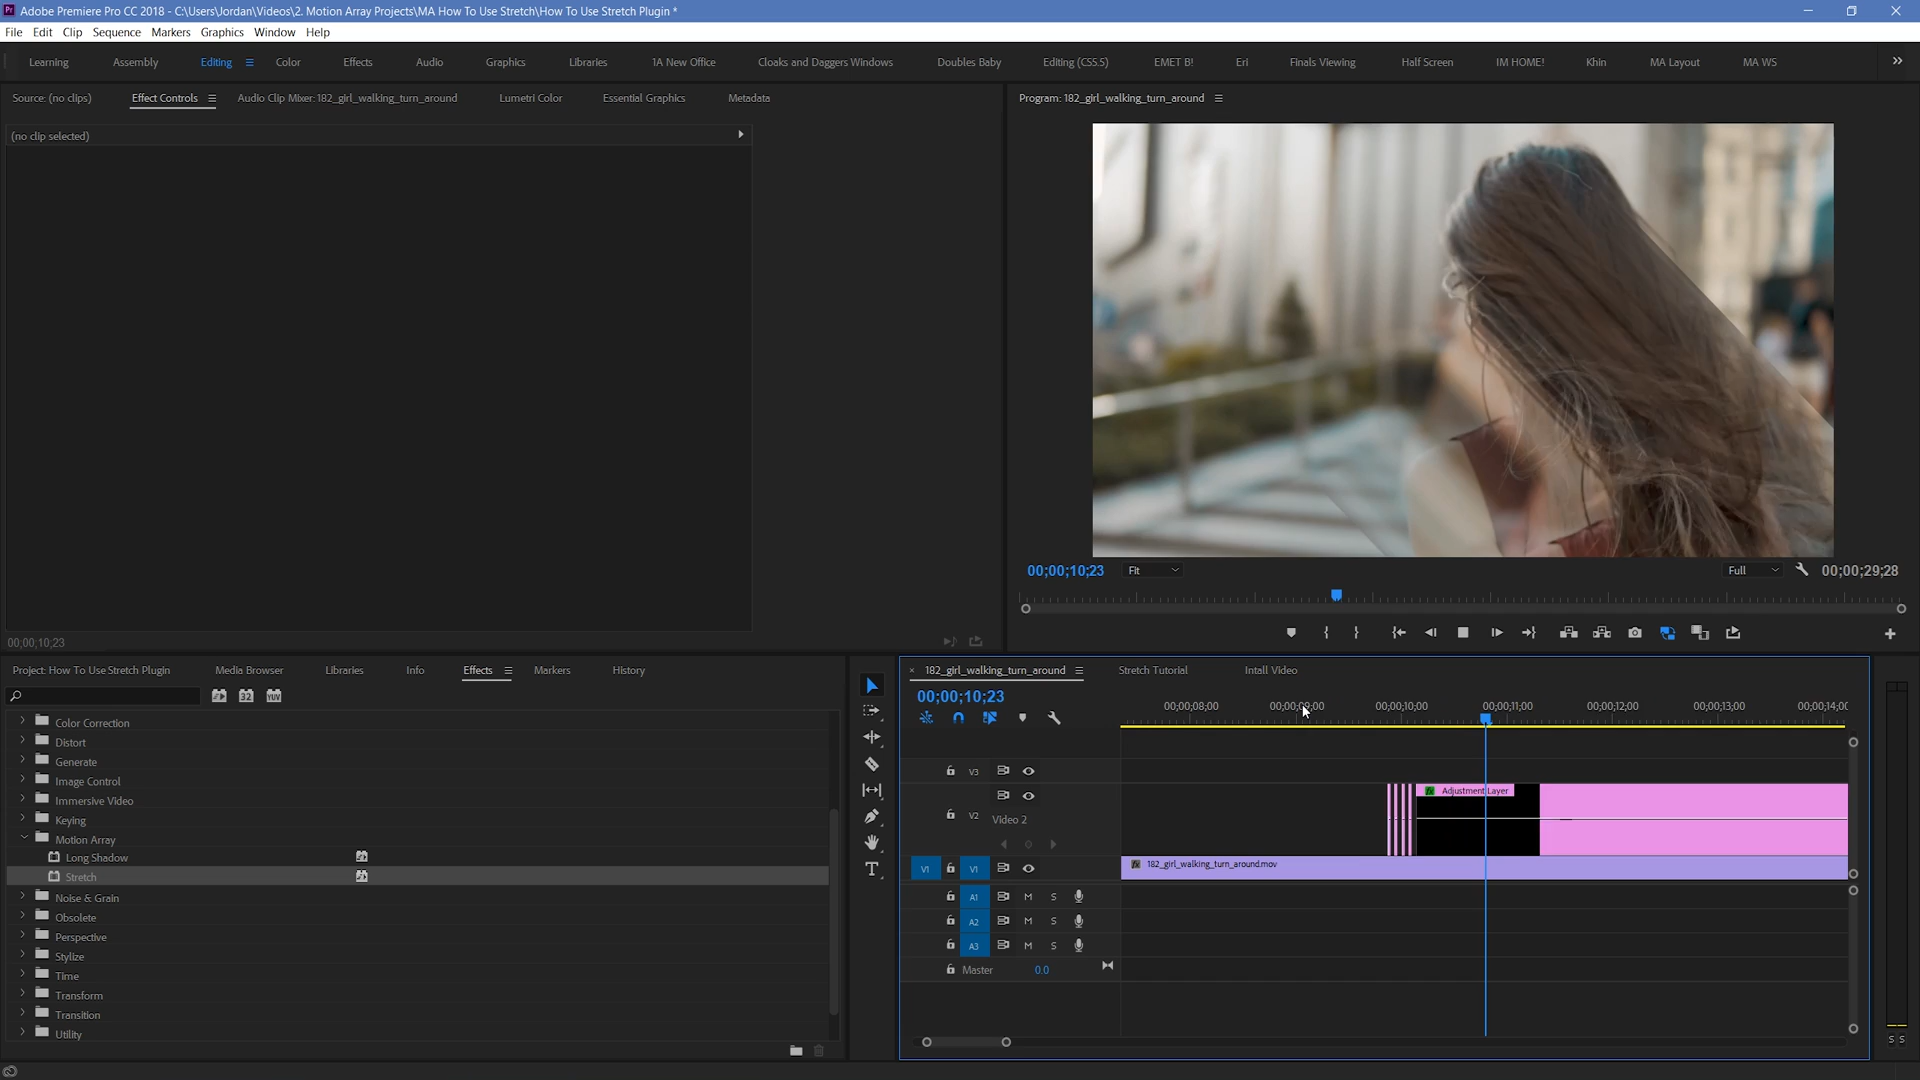 Adobe Premiere Pro CC 2018 - C:\Users\Jordan\Videos\2. Motion Array Projects\MA How To Use Stretch\How To Use Stretch Plugin *
File Edit Clip Sequence Markers Graphics Window Help
Learning Assembly Editing Color Effects Audio Graphics Libraries 1A New Office Cloaks and Daggers Windows Doubles Baby Editing (CS5.5) EMET B! Eri Finals Viewing Half Screen IM HOME! Khin MA Layout MA WS
Source: (no clips) Effect Controls Audio Clip Mixer: 182_girl_walking_turn_around Lumetri Color Essential Graphics Metadata
Program: 182_girl_walking_turn_around
(no clip selected)
00;00;10;23 Fit Full 00;00;29;28
00;00;10;23
Project: How To Use Stretch Plugin Media Browser Libraries Info Effects Markers History
32 YUV
Color Correction
Distort
Generate
Image Control
Immersive Video
Keying
Motion Array
Long Shadow
Stretch
Noise & Grain
Obsolete
Perspective
Stylize
Time
Transform
Transition
Utility
182_girl_walking_turn_around Stretch Tutorial Intall Video
00;00;10;23
00;00;08;00 00;00;09;00 00;00;10;00 00;00;11;00 00;00;12;00 00;00;13;00 00;00;14;00
V3
V2 Video 2
Adjustment Layer
V1 V1 182_girl_walking_turn_around.mov
A1 M S
A2 M S
A3 M S
Master 0.0
S S